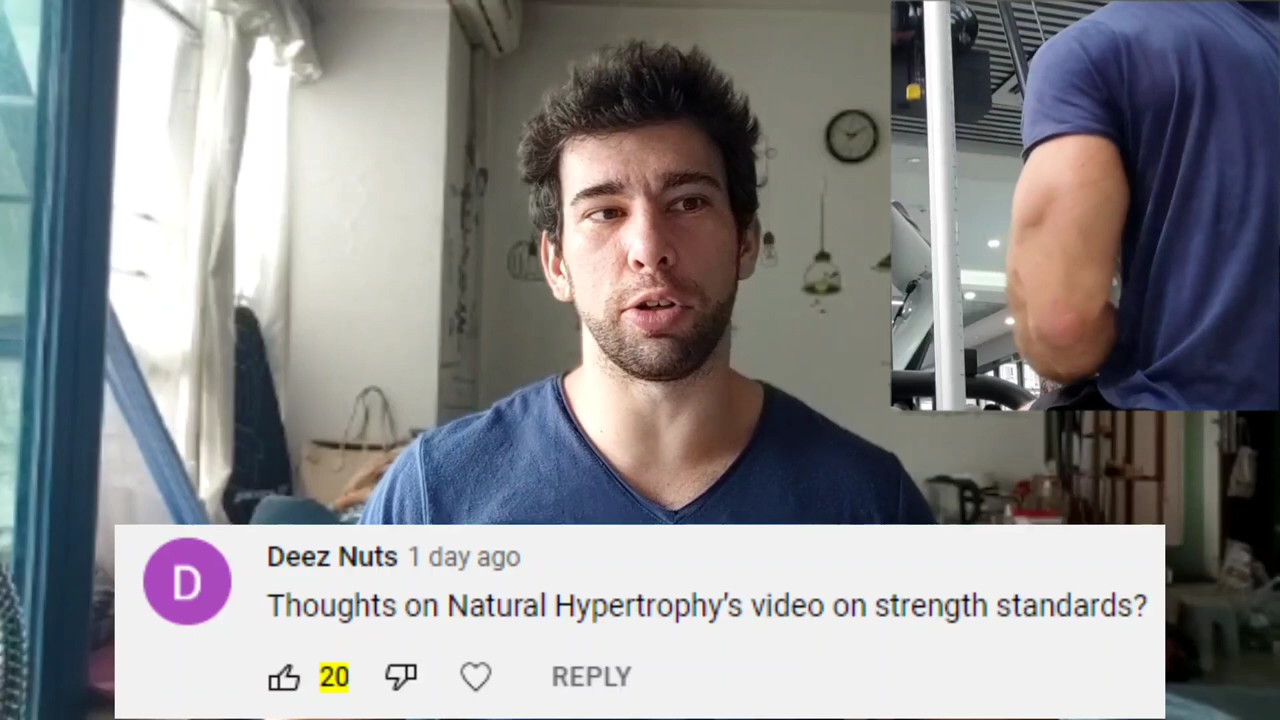 D
Deez Nuts 1 day ago
Thoughts on Natural Hypertrophy's video on strength standards?
20
REPLY